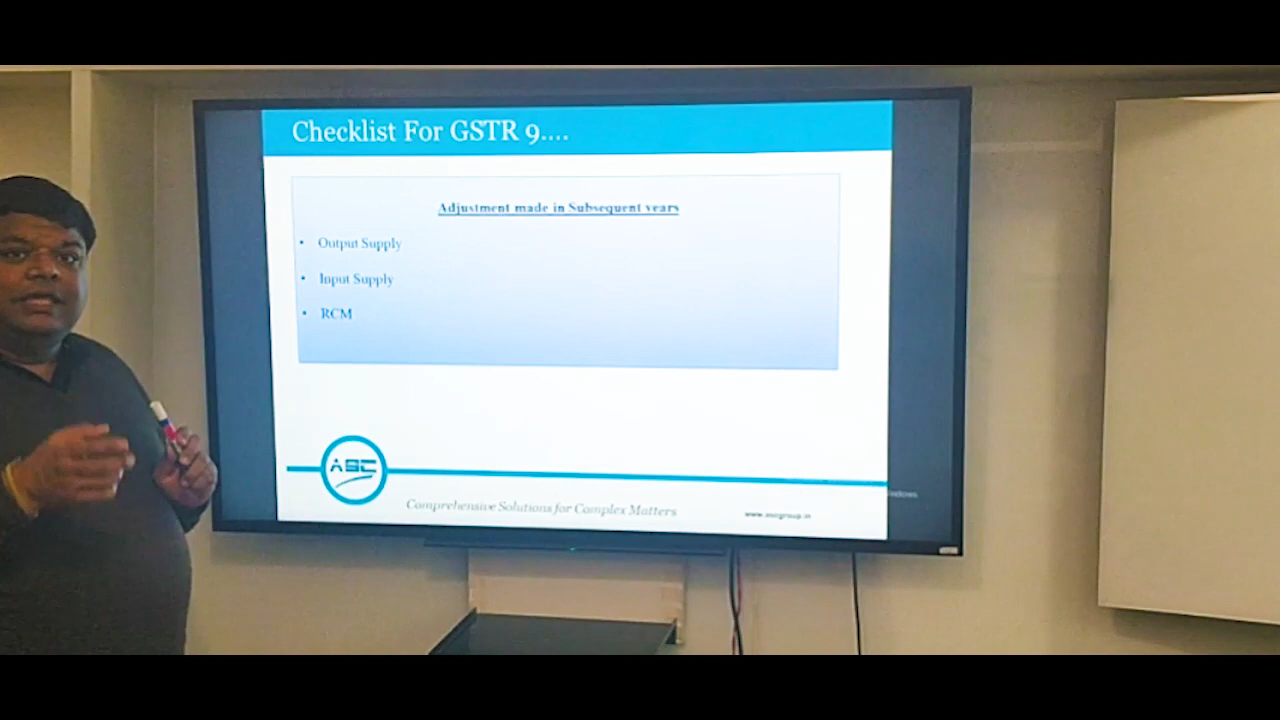 Checklist For GSTR 9....
Adjustment made in Subsequent years
• Output Supply
• Input Supply
• RCM
ASC
Comprehensive Solutions for Complex Matters
www.ascgroup.in